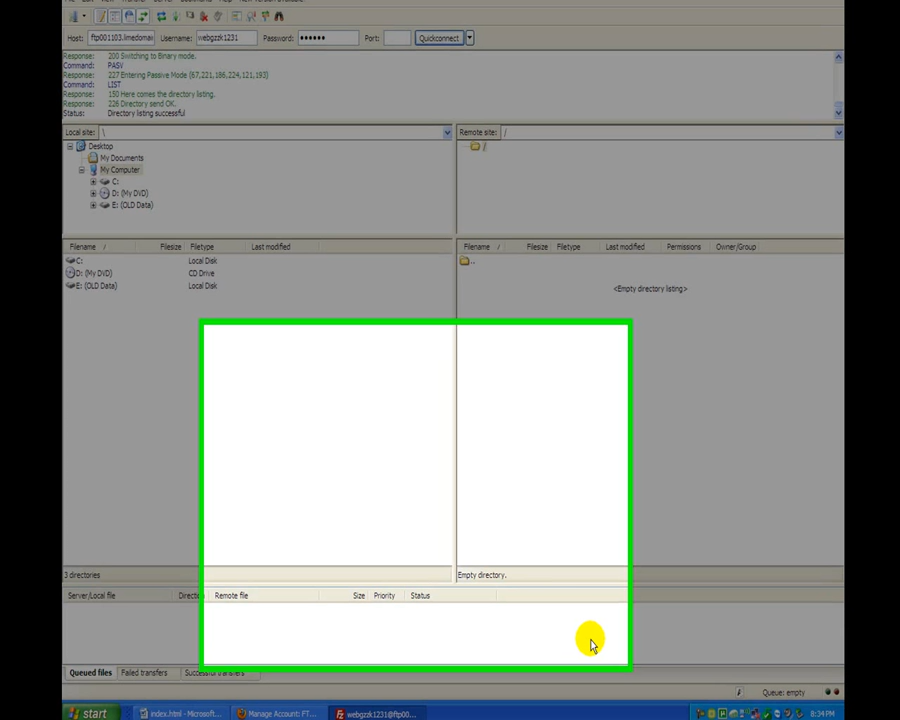 Host: ftp001103.limedomai Username: webgzzk1231 Password: •••••• Port: Quickconnect
Response: 200 Switching to Binary mode.
Command: PASV
Response: 227 Entering Passive Mode (67,221,186,224,121,193)
Command: LIST
Response: 150 Here comes the directory listing.
Response: 226 Directory send OK.
Status: Directory listing successful
Local site: \ Remote site: /
Desktop /
My Documents
My Computer
C:
D: (My DVD)
E: (OLD Data)
Filename / Filesize Filetype Last modified Filename / Filesize Filetype Last modified Permissions Owner/Group
C: Local Disk ..
D: (My DVD) CD Drive
E: (OLD Data) Local Disk <Empty directory listing>
3 directories Empty directory.
Server/Local file Directio Remote file Size Priority Status
Queued files Failed transfers Successful transfers
Queue: empty
start index.html - Microsoft... Manage Account: FT... webgzzk1231@ftp00... 8:34 PM